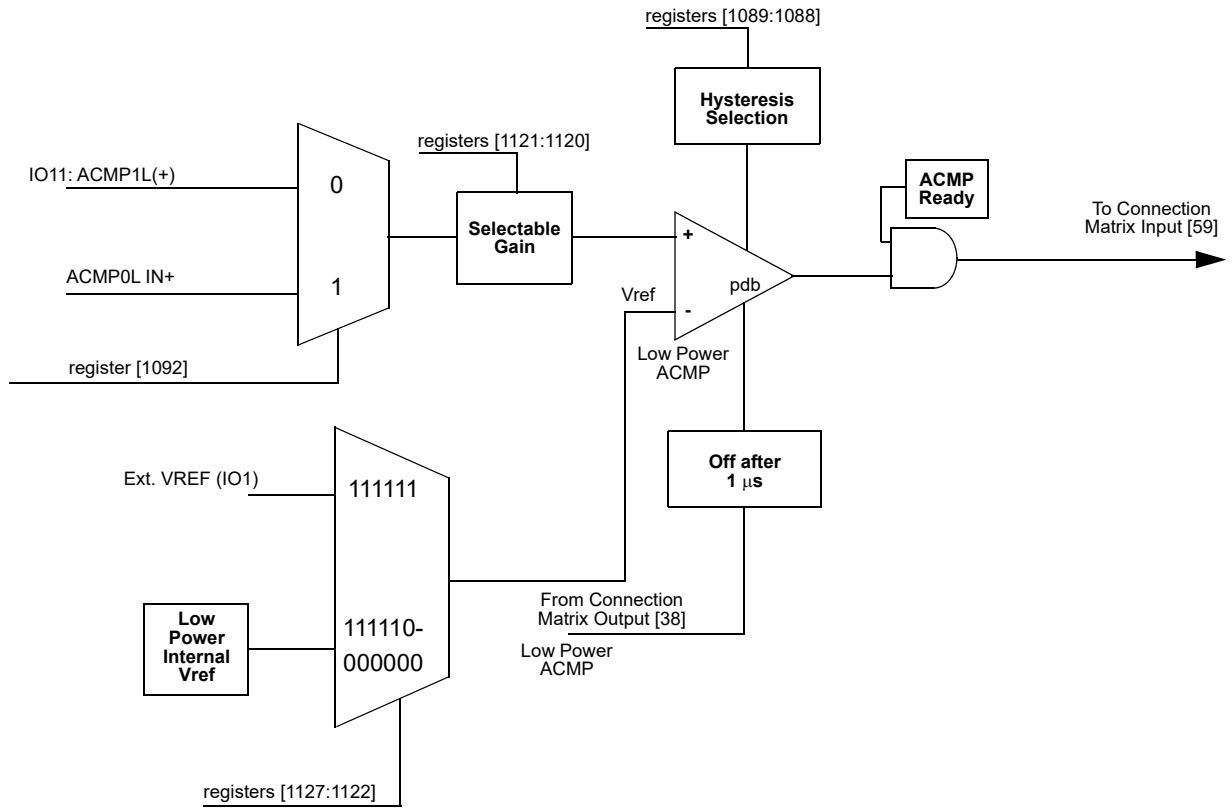 registers [1089:1088]
Hysteresis
Selection
registers [1121:1120]
IO11: ACMP1L(+)
0
Selectable
Gain
ACMP
Ready
To Connection
Matrix Input [59]
+
ACMP0L IN+
1
pdb
Vref
-
Low Power
ACMP
register [1092]
Off after
1 μs
Ext. VREF (IO1)
111111
From Connection
Matrix Output [38]
Low Power
ACMP
Low
Power
Internal
Vref
111110-
000000
registers [1127:1122]